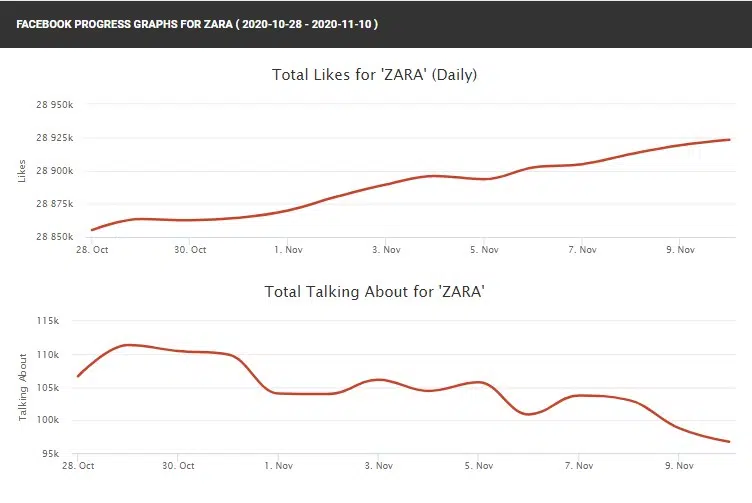 FACEBOOK PROGRESS GRAPHS FOR ZARA ( 2020-10-28 - 2020-11-10 )
Total Likes for 'ZARA' (Daily)
28 950k
28 925k
28 900k
28 875k
28 850k
Likes
28. Oct 30. Oct 1. Nov 3. Nov 5. Nov 7. Nov 9. Nov
Total Talking About for 'ZARA'
115k
110k
105k
100k
95k
Talking About
28. Oct 30. Oct 1. Nov 3. Nov 5. Nov 7. Nov 9. Nov